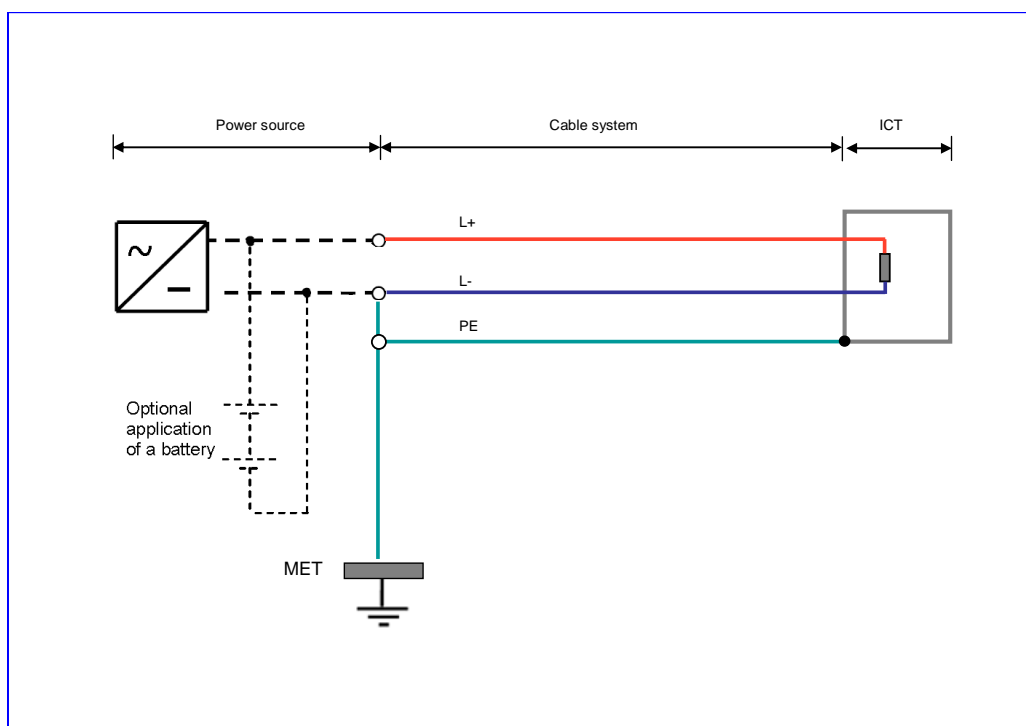 Power source
Cable system
ICT
L+
L-
PE
Optional
application
of a battery
MET